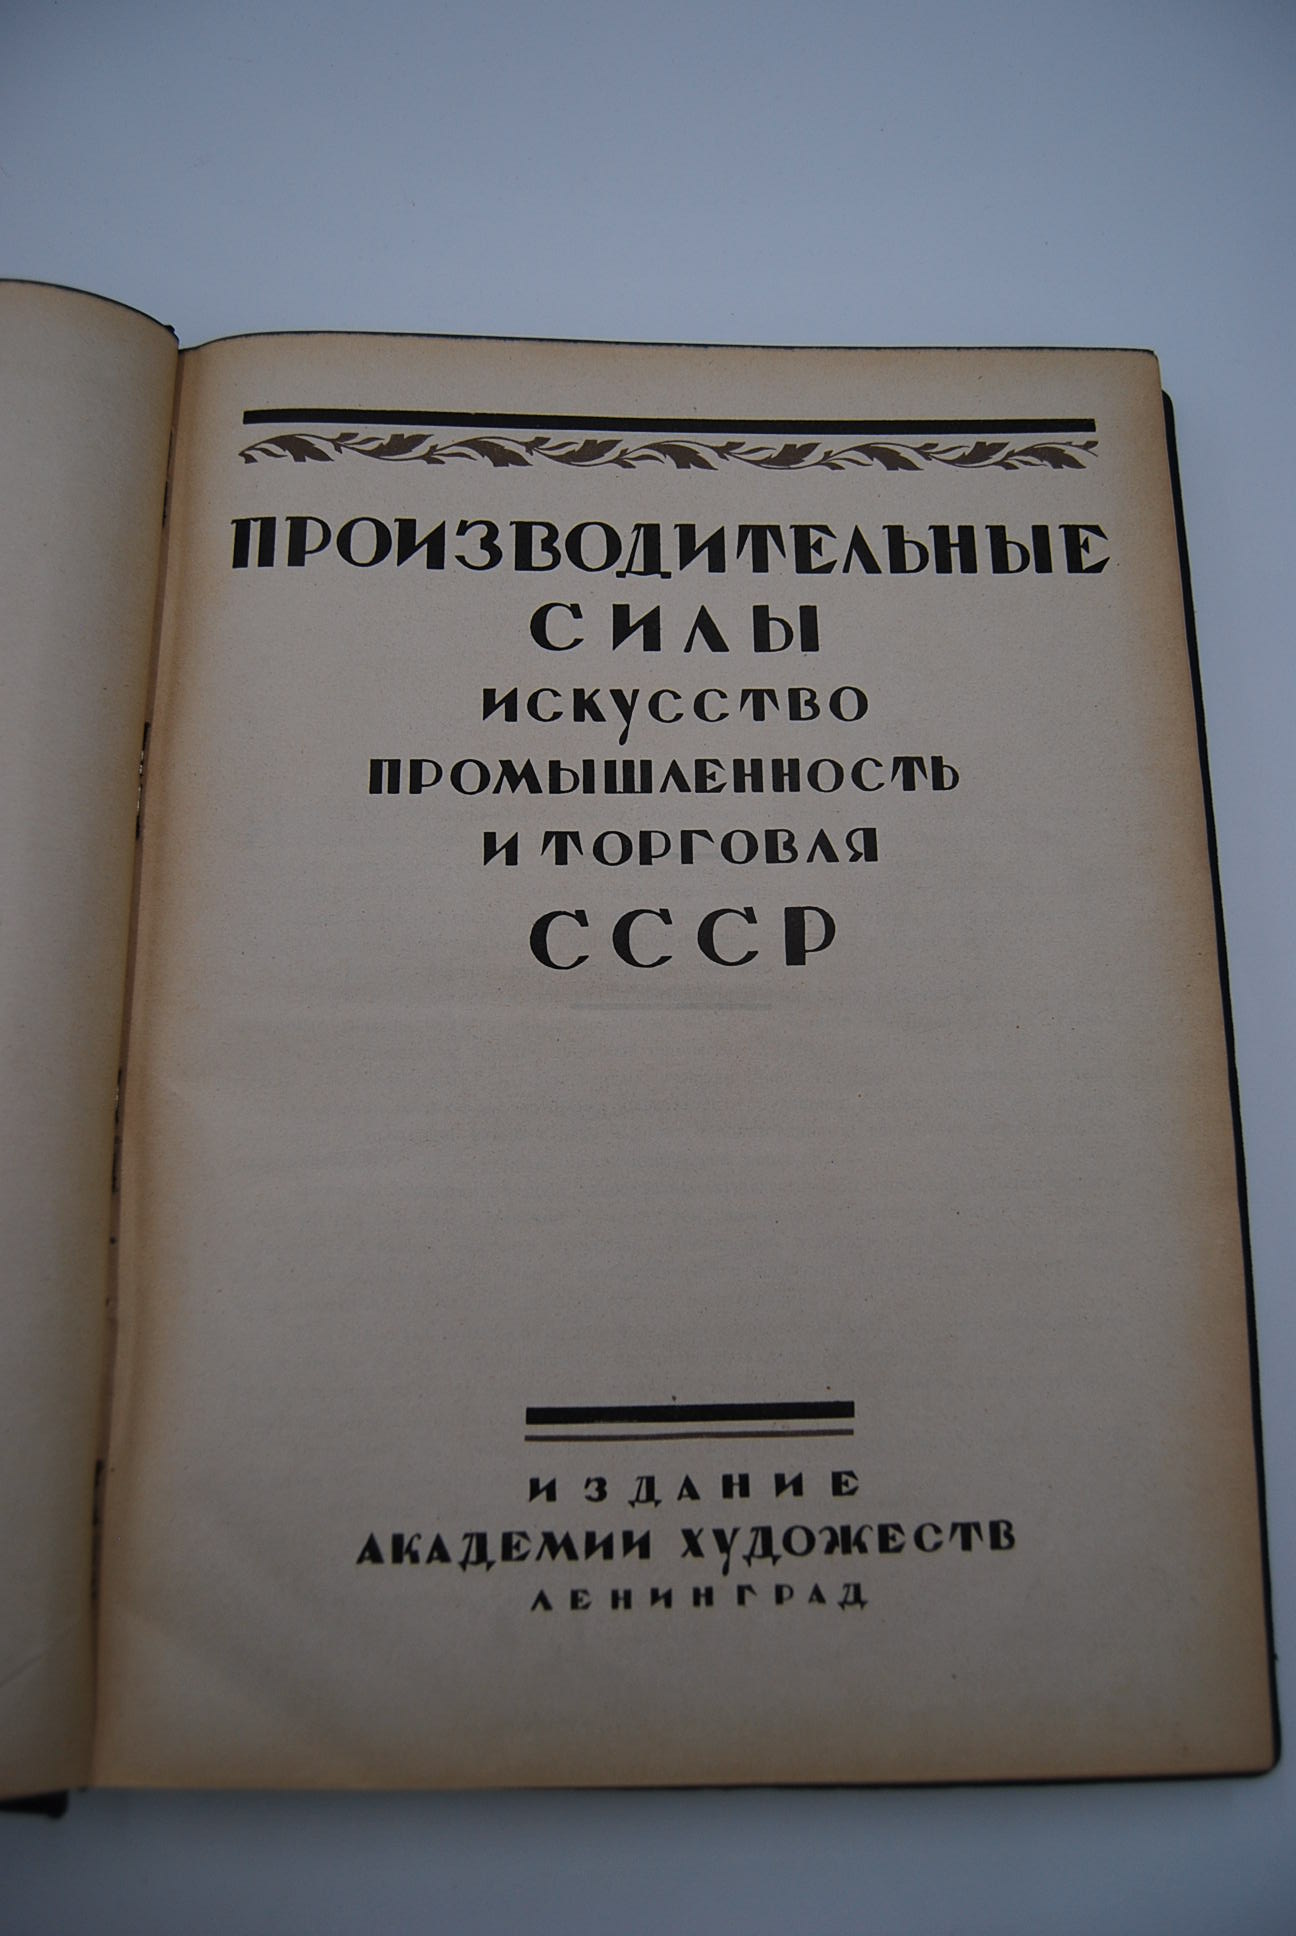 ПРОИЗВОДИТЕЛЬНЫЕ
СИЛЫ
ИСКУССТВО
ПРОМЫШЛЕННОСТЬ
И ТОРГОВЛЯ
СССР
ИЗДАНИЕ
АКАДЕМИИ ХУДОЖЕСТВ
ЛЕНИНГРАД